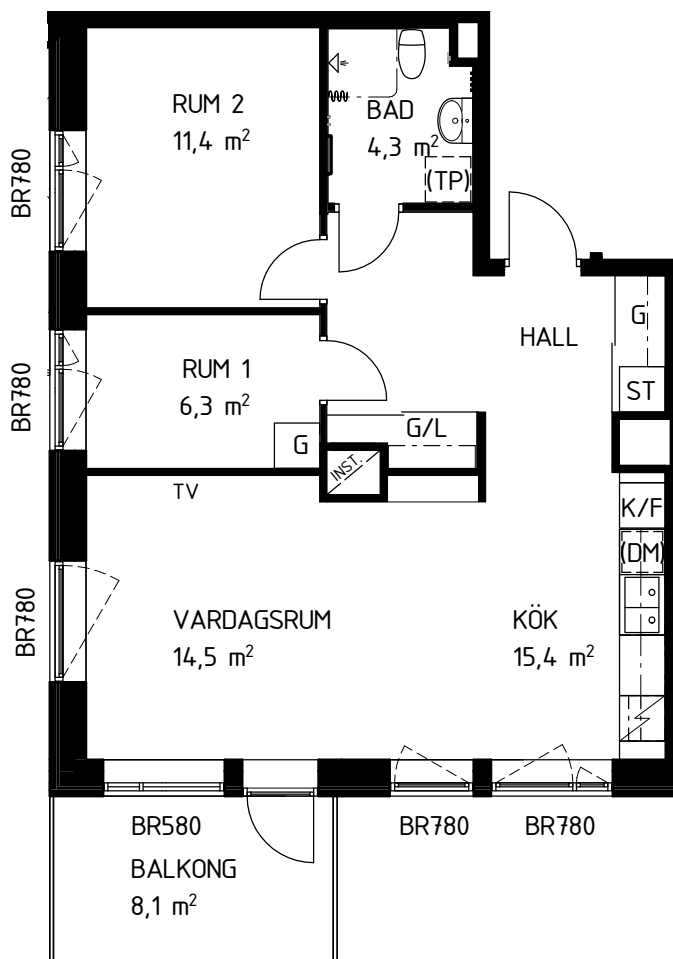 RUM 2
11,4 m²
BAD
4,3 m²
(TP)
BR780
HALL
G
ST
RUM 1
6,3 m²
G
G/L
INST.
BR780
TV
K/F
(DM)
VARDAGSRUM
14,5 m²
KÖK
15,4 m²
BR780
BR580
BR780
BR780
BALKONG
8,1 m²